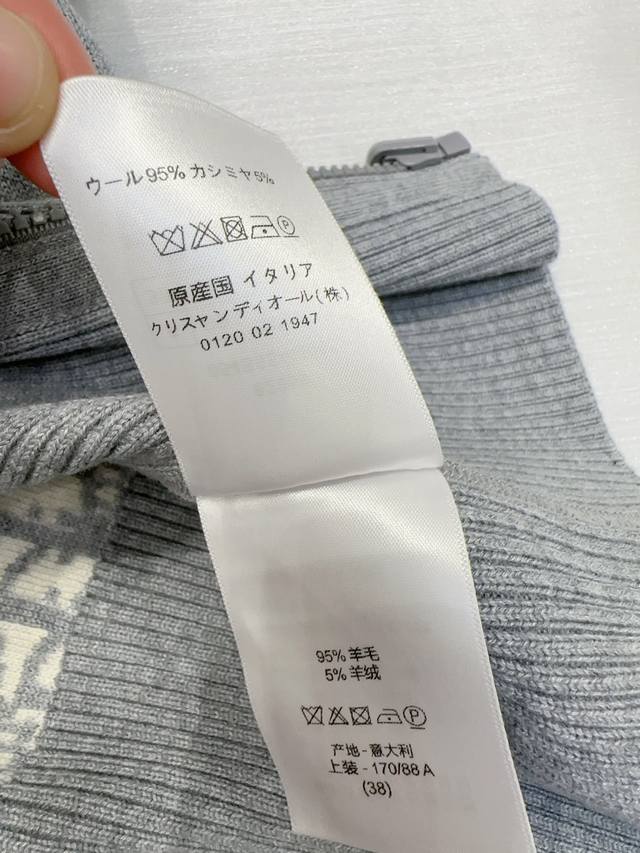 ウール95% カシミヤ5%
P
原産国 イタリア
クリスャンディオール(株)
0120 02 1947
95% 羊毛
5% 羊绒
P
产地 - 意大利
上装 - 170/88 A
(38)